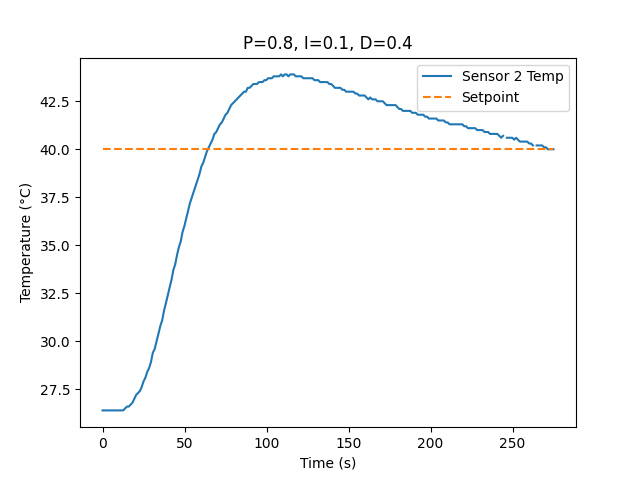 P=0.8, I=0.1, D=0.4
Sensor 2 Temp
Setpoint
Temperature (°C)
42.5
40.0
37.5
35.0
32.5
30.0
27.5
0 50 100 150 200 250
Time (s)